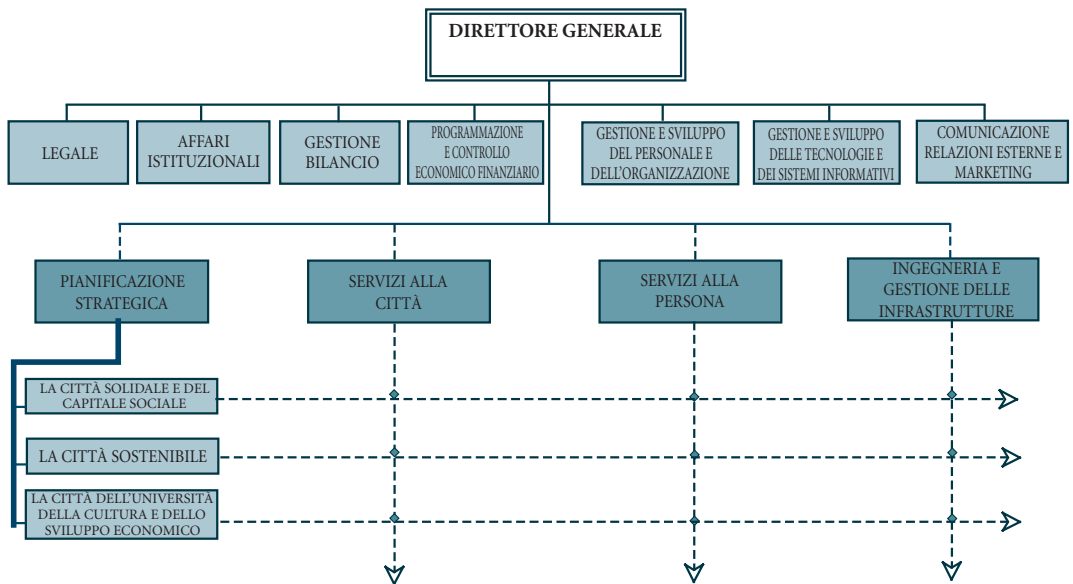 DIRETTORE GENERALE
LEGALE
AFFARI
ISTITUZIONALI
GESTIONE
BILANCIO
PROGRAMMAZIONE
E CONTROLLO
ECONOMICO FINANZIARIO
GESTIONE E SVILUPPO
DEL PERSONALE E
DELL'ORGANIZZAZIONE
GESTIONE E SVILUPPO
DELLE TECNOLOGIE E
DEI SISTEMI INFORMATIVI
COMUNICAZIONE
RELAZIONI ESTERNE E
MARKETING
PIANIFICAZIONE
STRATEGICA
SERVIZI ALLA
CITTÀ
SERVIZI ALLA
PERSONA
INGEGNERIA E
GESTIONE DELLE
INFRASTRUTTURE
LA CITTÀ SOLIDALE E DEL
CAPITALE SOCIALE
LA CITTÀ SOSTENIBILE
LA CITTÀ DELL'UNIVERSITÀ
DELLA CULTURA E DELLO
SVILUPPO ECONOMICO